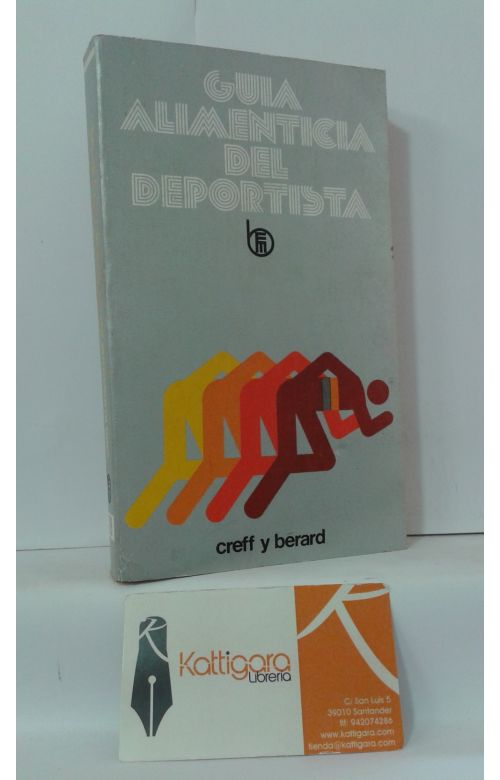 GUIA
ALIMENTICIA
DEL
DEPORTISTA
creff y berard
Kattigara
Librería
C/ San Luis 5
39010 Santander
tlf: 942074286
www.kattigara.com
tienda@kattigara.com